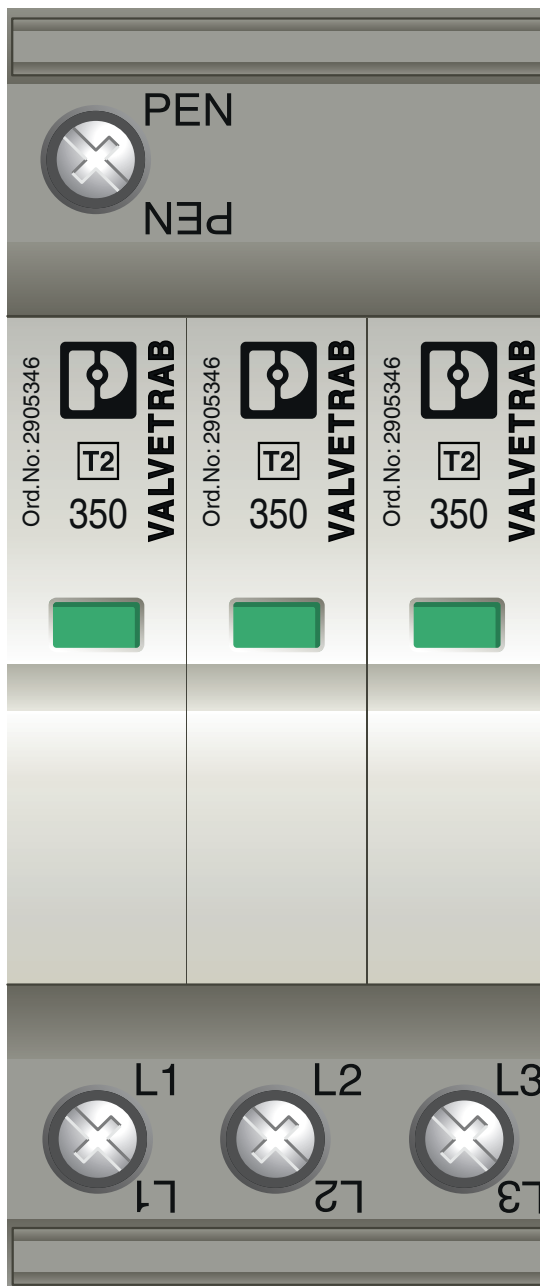 PEN
PEN
Ord.No: 2905346
T2
350
VALVETRAB
Ord.No: 2905346
T2
350
VALVETRAB
Ord.No: 2905346
T2
350
VALVETRAB
L1
L2
L3
L1
L2
L3